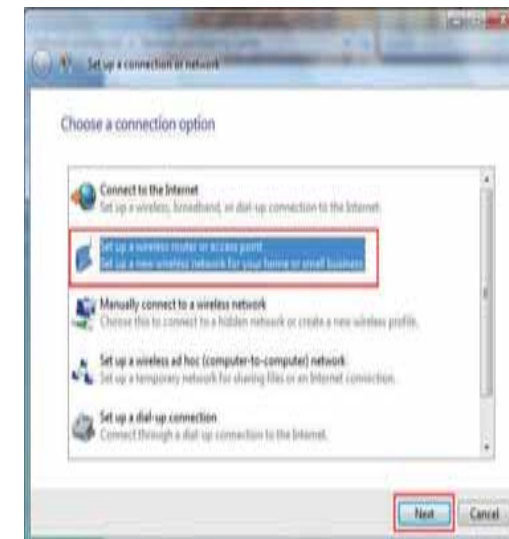 Set up a connection or network
Choose a connection option
Connect to the Internet
Set up a wireless, broadband, or dial-up connection to the Internet.
Set up a wireless router or access point
Set up a new wireless network for your home or small business.
Manually connect to a wireless network
Choose this to connect to a hidden network or create a new wireless profile.
Set up a wireless ad hoc (computer-to-computer) network
Set up a temporary network for sharing files or an Internet connection.
Set up a dial-up connection
Connect through a dial-up connection to the Internet.
Next Cancel